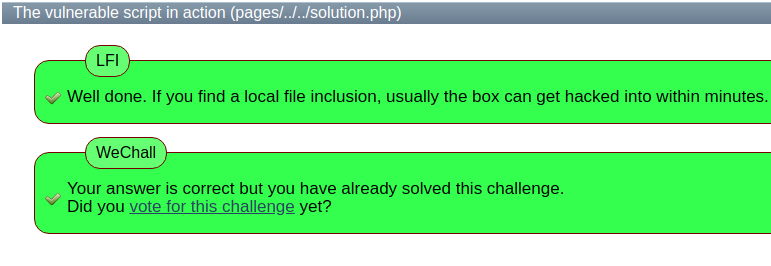 The vulnerable script in action (pages/../../solution.php)
LFI
Well done. If you find a local file inclusion, usually the box can get hacked into within minutes.
WeChall
Your answer is correct but you have already solved this challenge.
Did you vote for this challenge yet?